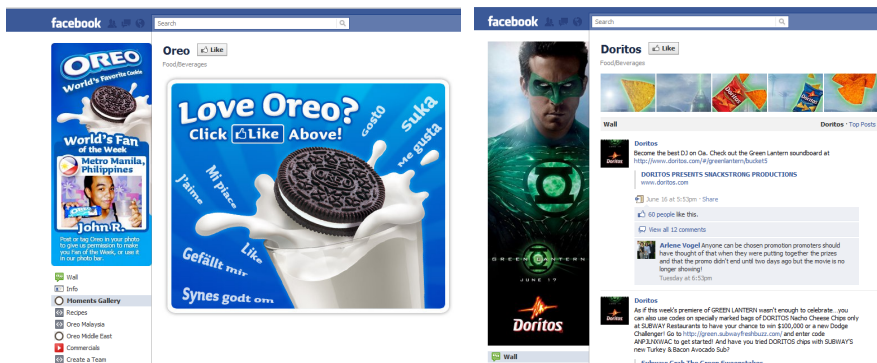 facebook
Search
OREO
World's Favorite Cookie
World's Fan
of the Week
Metro Manila,
Philippines
John R.
Post or tag Oreo in your photo
to give us permission to make
you Fan of the Week, or use it
in our photo bar.
Wall
Info
Moments Gallery
Recipes
Oreo Malaysia
Oreo Middle East
Commercials
Create a Team
Oreo
Like
Food/Beverages
Love Oreo?
Click Like Above!
Gosto
Suka
Me gusta
Mi piace
J'aime
Like
Gefällt mir
Synes godt om
facebook
Search
GREEN LANTERN
JUNE 17
Doritos
Wall
Doritos
Like
Food/Beverages
Wall
Doritos · Top Posts
Doritos
Become the best DJ on Oa. Check out the Green Lantern soundboard at
http://www.doritos.com/#/greenlantern/bucket5
DORITOS PRESENTS SNACKSTRONG PRODUCTIONS
www.doritos.com
June 16 at 5:53pm · Share
60 people like this.
View all 12 comments
Arlene Vogel Anyone can be chosen promotion promoters should
have thought of that when they were putting together the prizes
and that the promo didn't end until two days ago but the movie is no
longer showing!
Tuesday at 6:53pm
Doritos
As if this week's premiere of GREEN LANTERN wasn't enough to celebrate...you
can also use codes on specially marked bags of DORITOS Nacho Cheese Chips only
at SUBWAY Restaurants to have your chance to win $100,000 or a new Dodge
Challenger! Go to http://green.subwayfreshbuzz.com/ and enter code
ANPJLNXWAC to get started! And have you tried DORITOS chips with SUBWAY'S
new Turkey & Bacon Avocado Sub?